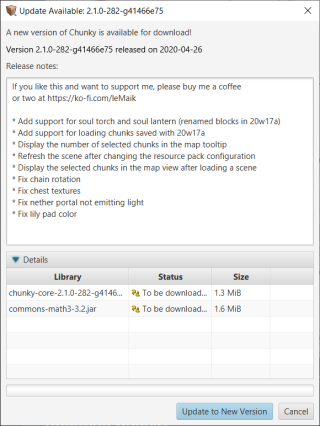 Update Available: 2.1.0-282-g41466e75
A new version of Chunky is available for download!
Version 2.1.0-282-g41466e75 released on 2020-04-26
Release notes:
If you like this and want to support me, please buy me a coffee
or two at https://ko-fi.com/leMaik
* Add support for soul torch and soul lantern (renamed blocks in 20w17a)
* Add support for loading chunks saved with 20w17a
* Display the number of selected chunks in the map tooltip
* Refresh the scene after changing the resource pack configuration
* Display the selected chunks in the map view after loading a scene
* Fix chain rotation
* Fix chest textures
* Fix nether portal not emitting light
* Fix lily pad color
Details
Library Status Size
chunky-core-2.1.0-282-g4146... To be download... 1.3 MiB
commons-math3-3.2.jar To be download... 1.6 MiB
Update to New Version Cancel